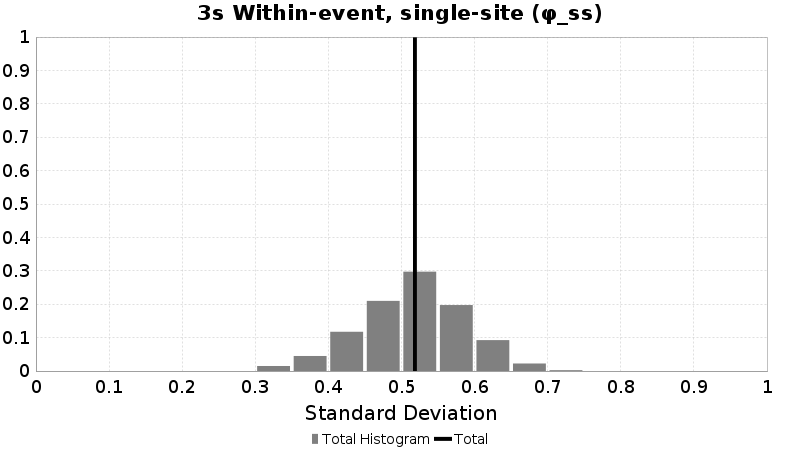 3s Within-event, single-site (φ_ss)
1
0.9
0.8
0.7
0.6
0.5
0.4
0.3
0.2
0.1
0
0 0.1 0.2 0.3 0.4 0.5 0.6 0.7 0.8 0.9 1
Standard Deviation
Total Histogram Total